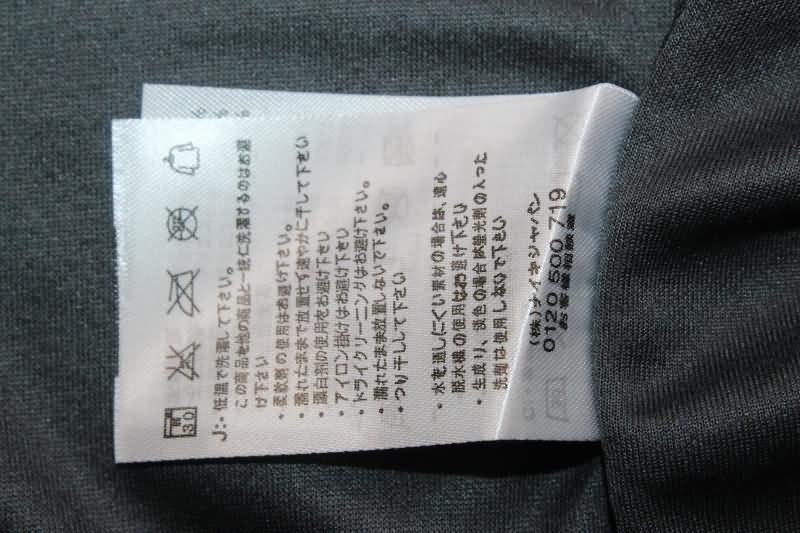 30
J:・低温で洗濯して下さい。
この商品を他の商品と一緒に洗濯するのはお避
け下さい
・柔軟剤の使用はお避け下さい。
・濡れたままで放置せず速やかに干して下さい
・漂白剤の使用をお避け下さい
・アイロン掛けはお避け下さい
・ドライクリーニングはお避け下さい。
・濡れたまま放置しないで下さい。
・つり干しして下さい
・水を通しにくい素材の場合は、遠心
脱水機の使用はお避け下さい
・生成り、淡色の場合は蛍光剤の入った
洗剤は使用しないで下さい
(株)ナイキジャパン
0120 500 719
お客様相談室